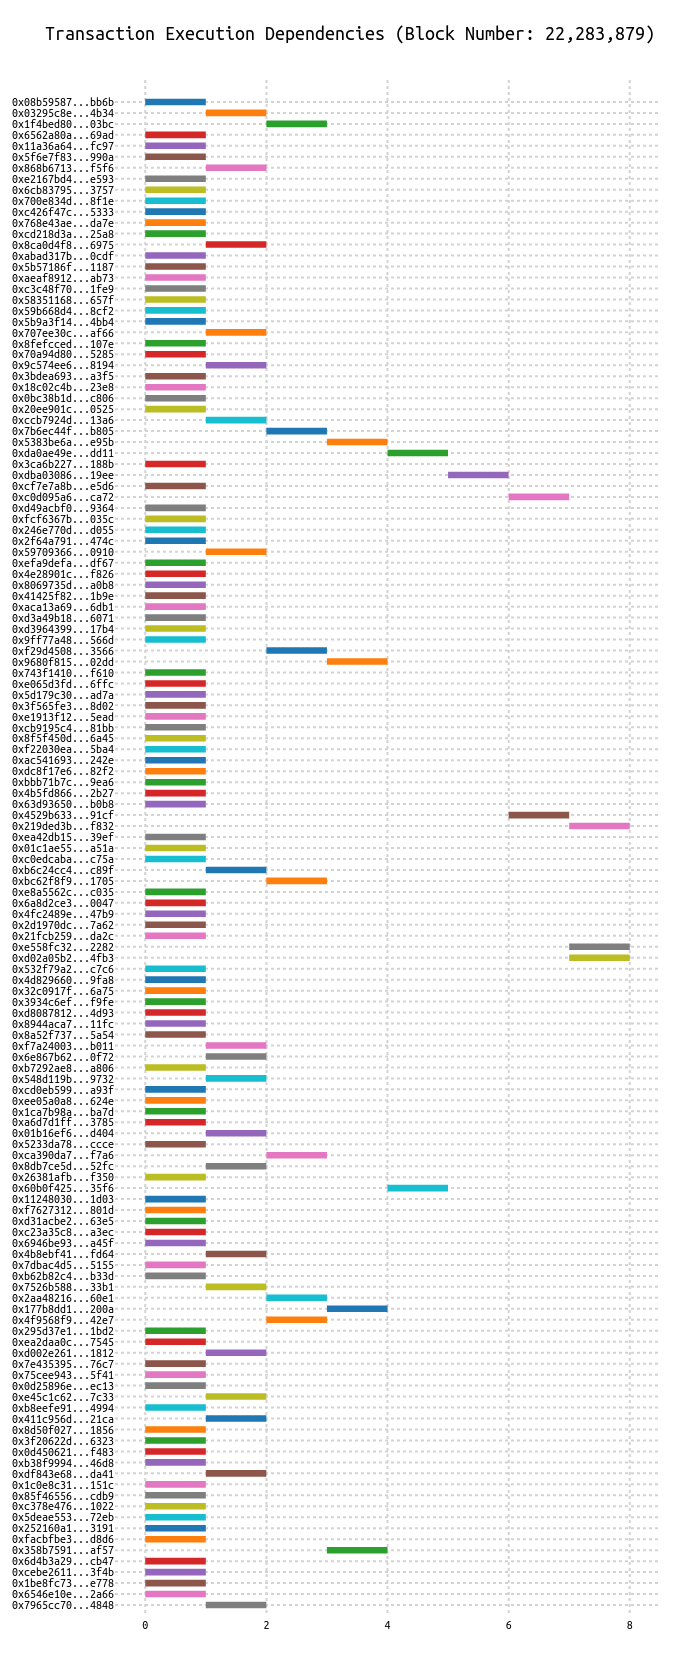 Transaction Execution Dependencies (Block Number: 22,283,879)
0x08b59587...bb6b
0x03295c8e...4b34
0x1f4bed80...03bc
0x6562a80a...69ad
0x11a36a64...fc97
0x5f6e7f83...990a
0x868b6713...f5f6
0xe2167bd4...e593
0x6cb83795...3757
0x700e834d...8f1e
0xc426f47c...5333
0x768e43ae...da7e
0xcd218d3a...25a8
0x8ca0d4f8...6975
0xabad317b...0cdf
0x5b57186f...1187
0xaeaf8912...ab73
0xc3c48f70...1fe9
0x58351168...657f
0x59b668d4...8cf2
0x5b9a3f14...4bb4
0x707ee30c...af66
0x8fefcced...107e
0x70a94d80...5285
0x9c574ee6...8194
0x3bdea693...a3f5
0x18c02c4b...23e8
0x0bc38b1d...c806
0x20ee901c...0525
0xccb7924d...13a6
0x7b6ec44f...b805
0x5383be6a...e95b
0xda0ae49e...dd11
0x3ca6b227...188b
0xdba03086...19ee
0xcf7e7a8b...e5d6
0xc0d095a6...ca72
0xd49acbf0...9364
0xfcf6367b...035c
0x246e770d...d055
0x2f64a791...474c
0x59709366...0910
0xefa9defa...df67
0x4e28901c...f826
0x8069735d...a0b8
0x41425f82...1b9e
0xaca13a69...6db1
0xd3a49b18...6071
0xd3964399...17b4
0x9ff77a48...566d
0xf29d4508...3566
0x9680f815...02dd
0x743f1410...f610
0xe065d3fd...6ffc
0x5d179c30...ad7a
0x3f565fe3...8d02
0xe1913f12...5ead
0xcb9195c4...81bb
0x8f5f450d...6a45
0xf22030ea...5ba4
0xac541693...242e
0xdc8f17e6...82f2
0xbbb71b7c...9ea6
0x4b5fd866...2b27
0x63d93650...b0b8
0x4529b633...91cf
0x219ded3b...f832
0xea42db15...39ef
0x01c1ae55...a51a
0xc0edcaba...c75a
0xb6c24cc4...c89f
0xbc62f8f9...1705
0xe8a5562c...c035
0x6a8d2ce3...0047
0x4fc2489e...47b9
0x2d1970dc...7a62
0x21fcb259...da2c
0xe558fc32...2282
0xd02a05b2...4fb3
0x532f79a2...c7c6
0x4d829660...9fa8
0x32c0917f...6a75
0x3934c6ef...f9fe
0xd8087812...4d93
0x8944aca7...11fc
0x8a52f737...5a54
0xf7a24003...b011
0x6e867b62...0f72
0xb7292ae8...a806
0x548d119b...9732
0xcd0eb599...a93f
0xee05a0a8...624e
0x1ca7b98a...ba7d
0xa6d7d1ff...3785
0x01b16ef6...d404
0x5233da78...ccce
0xca390da7...f7a6
0x8db7ce5d...52fc
0x26381afb...f350
0x60b0f425...35f6
0x11248030...1d03
0xf7627312...801d
0xd31acbe2...63e5
0xc23a35c8...a3ec
0x6946be93...a45f
0x4b8ebf41...fd64
0x7dbac4d5...5155
0xb62b82c4...b33d
0x7526b588...33b1
0x2aa48216...60e1
0x177b8dd1...200a
0x4f9568f9...42e7
0x295d37e1...1bd2
0xea2daa0c...7545
0xd002e261...1812
0x7e435395...76c7
0x75cee943...5f41
0x0d25896e...ec13
0xe45c1c62...7c33
0xb8eefe91...4994
0x411c956d...21ca
0x8d50f027...1856
0x3f20622d...6323
0x0d450621...f483
0xb38f9994...46d8
0xdf843e68...da41
0x1c0e8c31...151c
0x85f46556...cdb9
0xc378e476...1022
0x5deae553...72eb
0x252160a1...3191
0xfacbfbe3...d8d6
0x358b7591...af57
0x6d4b3a29...cb47
0xcebe2611...3f4b
0x1be8fc73...e778
0x6546e10e...2a66
0x7965cc70...4848
0 2 4 6 8